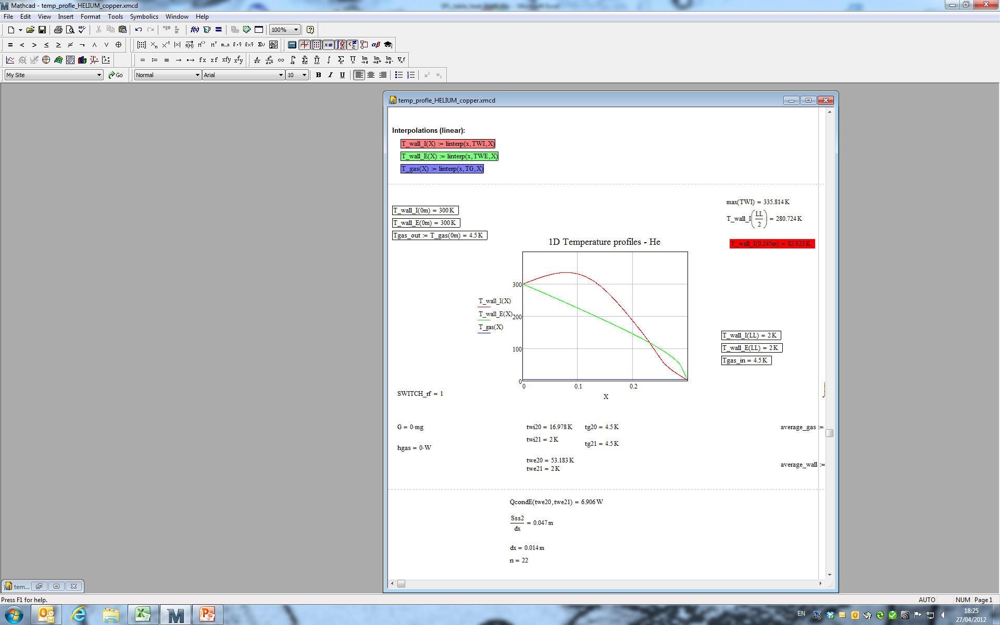 Mathcad - temp_profle_HELIUM_copper.xmcd
File Edit View Insert Format Tools Symbolics Window Help
100%
My Site Go Normal Arial 10 B I U
temp_profle_HELIUM_copper.xmcd
Interpolations (linear):
T_wall_I(X) := linterp(x,TWI,X)
T_wall_E(X) := linterp(x,TWE,X)
T_gas(X) := linterp(x,TG,X)
max(TWI) = 335.814 K
T_wall_I(0m) = 300 K
T_wall_I(LL/2) = 280.724 K
T_wall_E(0m) = 300 K
Tgas_out := T_gas(0m) = 4.5 K
1D Temperature profiles - He
T_wall_I(0.245m) = 82.923 K
300
T_wall_I(X)
T_wall_E(X)
200
T_gas(X)
T_wall_I(LL) = 2 K
T_wall_E(LL) = 2 K
100
Tgas_in = 4.5 K
0
0 0.1 0.2
X
SWITCH_rf = 1
G = 0·mg
twi20 = 16.978 K tg20 = 4.5 K
average_gas :=
twi21 = 2 K
tg21 = 4.5 K
hgas = 0·W
twe20 = 53.183 K
average_wall :=
twe21 = 2 K
QcondE(twe20,twe21) = 6.906 W
Sss2/dx = 0.047 m
dx = 0.014 m
n = 22
tem...
Press F1 for help.
AUTO NUM Page 1
EN
18:25
27/04/2012